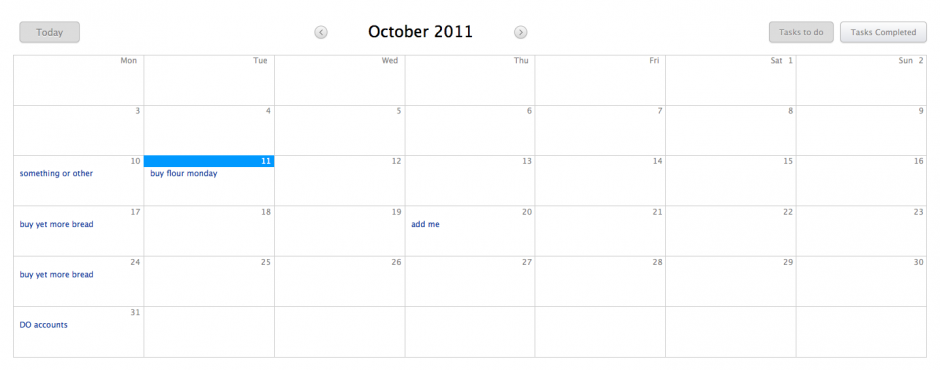 Today
October 2011
Tasks to do
Tasks Completed
Mon Tue Wed Thu Fri Sat 1 Sun 2
3 4 5 6 7 8 9
10 11 12 13 14 15 16
something or other buy flour monday
17 18 19 20 21 22 23
buy yet more bread add me
24 25 26 27 28 29 30
buy yet more bread
31
DO accounts